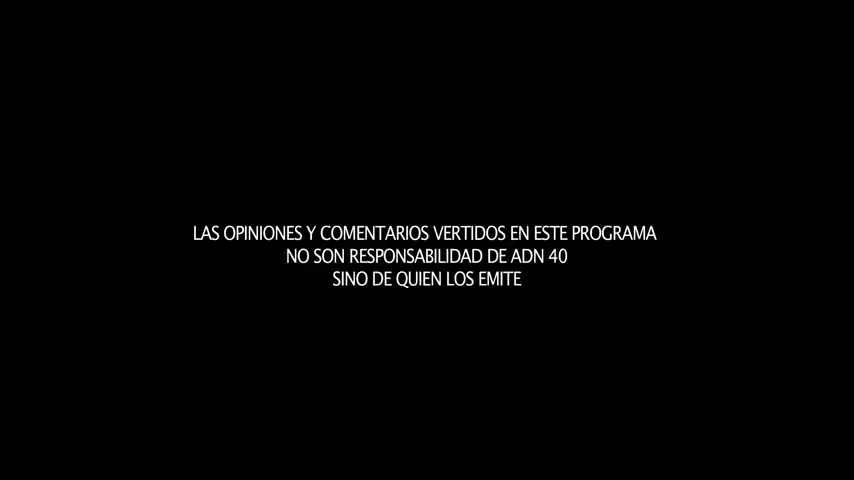 LAS OPINIONES Y COMENTARIOS VERTIDOS EN ESTE PROGRAMA
NO SON RESPONSABILIDAD DE ADN 40
SINO DE QUIEN LOS EMITE